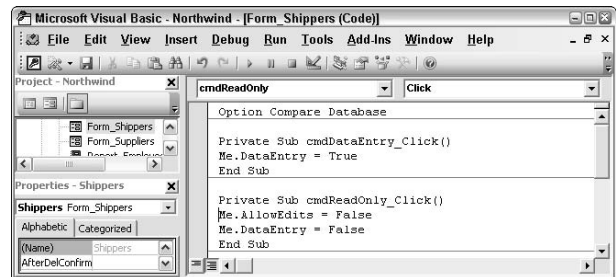 Microsoft Visual Basic - Northwind - [Form_Shippers (Code)]
File Edit View Insert Debug Run Tools Add-Ins Window Help
Project - Northwind
Form_Shippers
Form_Suppliers
Properties - Shippers
Shippers Form_Shippers
Alphabetic Categorized
(Name) Shippers
AfterDelConfirm
cmdReadOnly Click
Option Compare Database
Private Sub cmdDataEntry_Click()
Me.DataEntry = True
End Sub
Private Sub cmdReadOnly_Click()
Me.AllowEdits = False
Me.DataEntry = False
End Sub